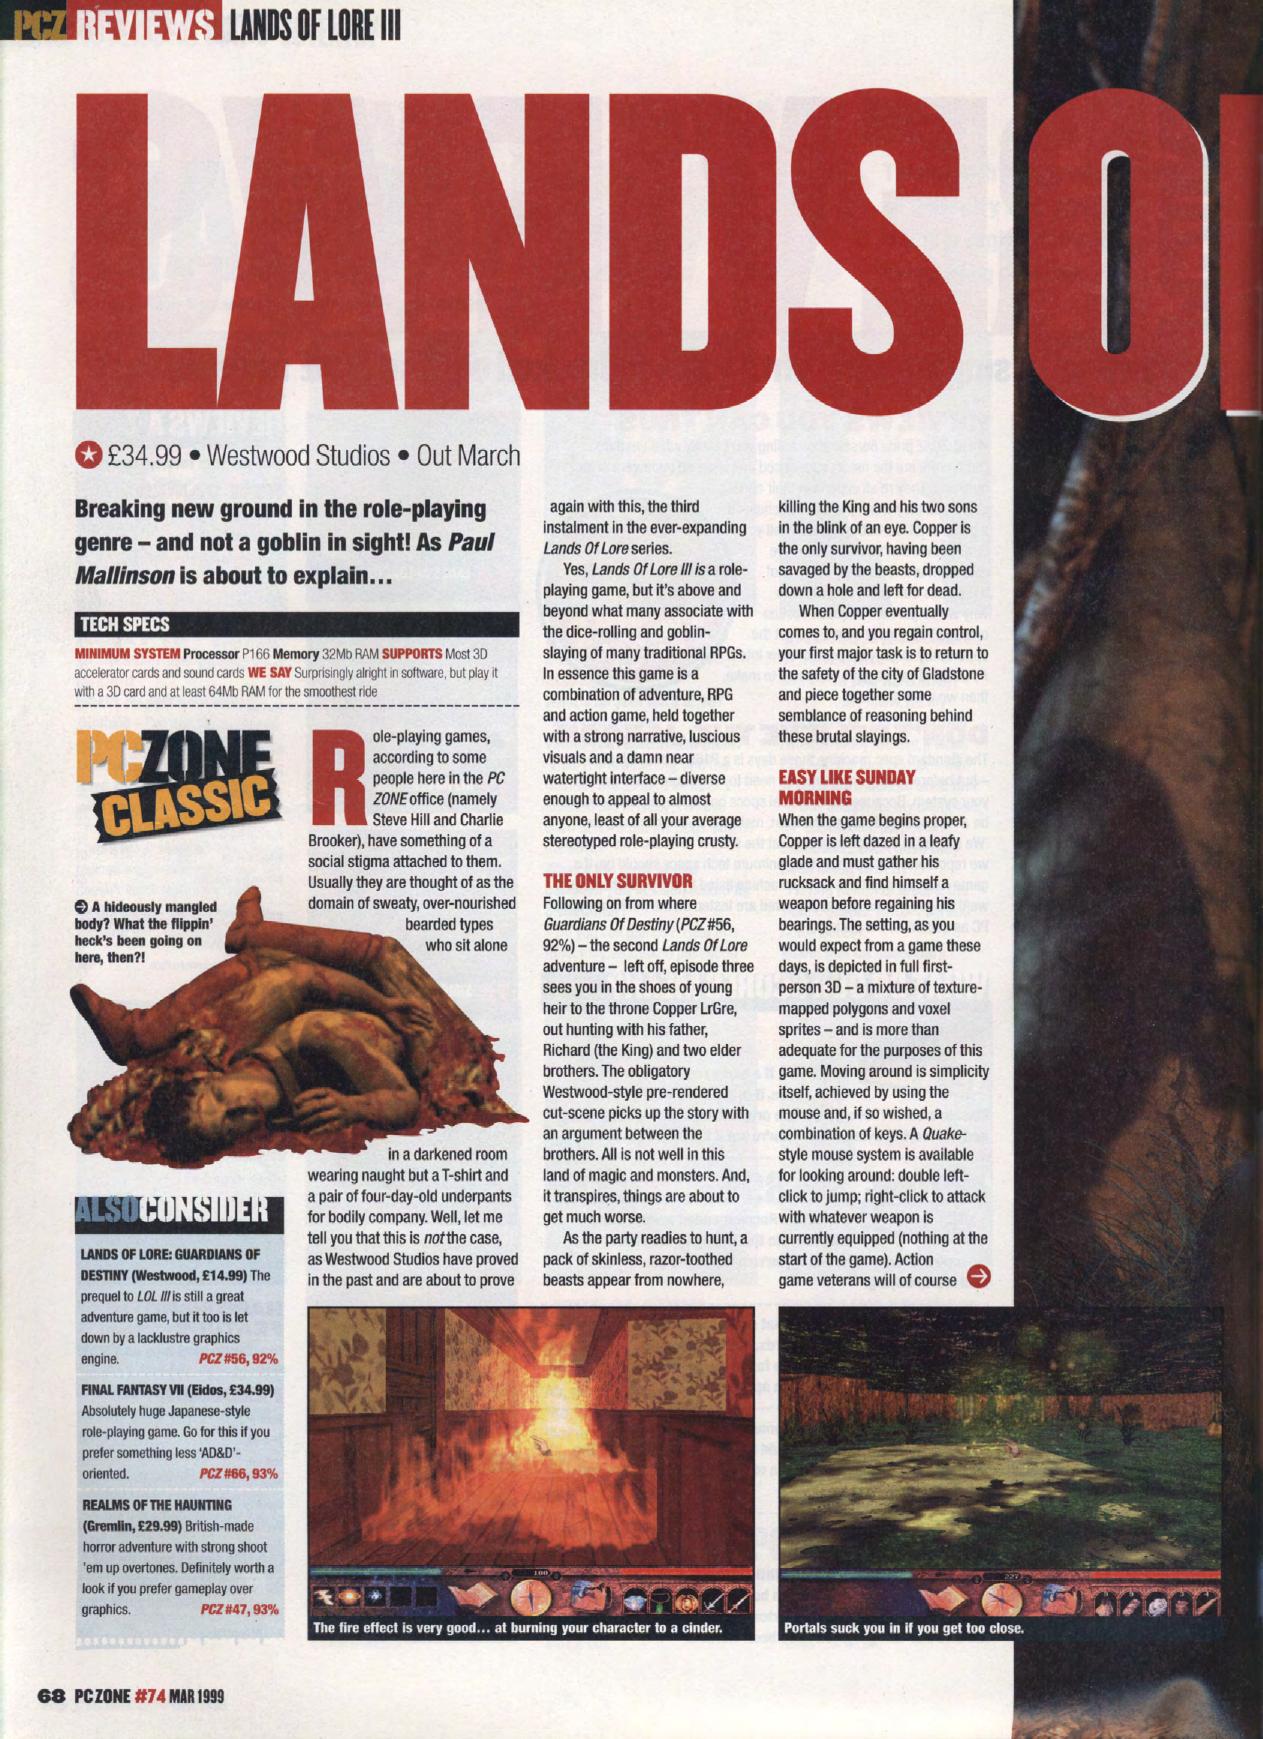 PCZ REVIEWS LANDS OF LORE III
LANDS O
£34.99 • Westwood Studios • Out March
Breaking new ground in the role-playing
genre – and not a goblin in sight! As Paul
Mallinson is about to explain...
TECH SPECS
MINIMUM SYSTEM Processor P166 Memory 32Mb RAM SUPPORTS Most 3D
accelerator cards and sound cards WE SAY Surprisingly alright in software, but play it
with a 3D card and at least 64Mb RAM for the smoothest ride
PCZONE
CLASSIC
A hideously mangled
body? What the flippin'
heck's been going on
here, then?!
Role-playing games,
according to some
people here in the PC
ZONE office (namely
Steve Hill and Charlie
Brooker), have something of a
social stigma attached to them.
Usually they are thought of as the
domain of sweaty, over-nourished
bearded types
who sit alone
in a darkened room
wearing naught but a T-shirt and
a pair of four-day-old underpants
for bodily company. Well, let me
tell you that this is not the case,
as Westwood Studios have proved
in the past and are about to prove
again with this, the third
instalment in the ever-expanding
Lands Of Lore series.
Yes, Lands Of Lore III is a role-
playing game, but it's above and
beyond what many associate with
the dice-rolling and goblin-
slaying of many traditional RPGs.
In essence this game is a
combination of adventure, RPG
and action game, held together
with a strong narrative, luscious
visuals and a damn near
watertight interface – diverse
enough to appeal to almost
anyone, least of all your average
stereotyped role-playing crusty.
THE ONLY SURVIVOR
Following on from where
Guardians Of Destiny (PCZ #56,
92%) – the second Lands Of Lore
adventure – left off, episode three
sees you in the shoes of young
heir to the throne Copper LrGre,
out hunting with his father,
Richard (the King) and two elder
brothers. The obligatory
Westwood-style pre-rendered
cut-scene picks up the story with
an argument between the
brothers. All is not well in this
land of magic and monsters. And,
it transpires, things are about to
get much worse.
As the party readies to hunt, a
pack of skinless, razor-toothed
beasts appear from nowhere,
killing the King and his two sons
in the blink of an eye. Copper is
the only survivor, having been
savaged by the beasts, dropped
down a hole and left for dead.
When Copper eventually
comes to, and you regain control,
your first major task is to return to
the safety of the city of Gladstone
and piece together some
semblance of reasoning behind
these brutal slayings.
EASY LIKE SUNDAY
MORNING
When the game begins proper,
Copper is left dazed in a leafy
glade and must gather his
rucksack and find himself a
weapon before regaining his
bearings. The setting, as you
would expect from a game these
days, is depicted in full first-
person 3D – a mixture of texture-
mapped polygons and voxel
sprites – and is more than
adequate for the purposes of this
game. Moving around is simplicity
itself, achieved by using the
mouse and, if so wished, a
combination of keys. A Quake-
style mouse system is available
for looking around: double left-
click to jump; right-click to attack
with whatever weapon is
currently equipped (nothing at the
start of the game). Action
game veterans will of course
ALSO CONSIDER
LANDS OF LORE: GUARDIANS OF
DESTINY (Westwood, £14.99) The
prequel to LOL III is still a great
adventure game, but it too is let
down by a lacklustre graphics
engine. PCZ #56, 92%
FINAL FANTASY VII (Eidos, £34.99)
Absolutely huge Japanese-style
role-playing game. Go for this if you
prefer something less 'AD&D'-
oriented. PCZ #66, 93%
REALMS OF THE HAUNTING
(Gremlin, £29.99) British-made
horror adventure with strong shoot
'em up overtones. Definitely worth a
look if you prefer gameplay over
graphics. PCZ #47, 93%
100
The fire effect is very good... at burning your character to a cinder.
227
Portals suck you in if you get too close.
68 PC ZONE #74 MAR 1999